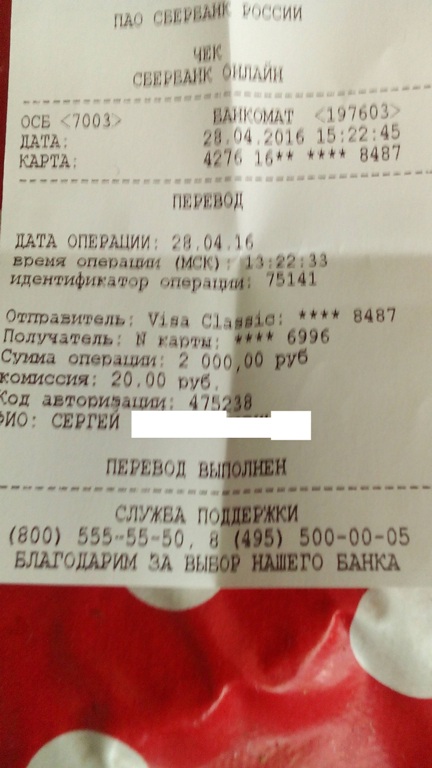 ПАО СБЕРБАНК РОССИИ
ЧЕК
СБЕРБАНК ОНЛАЙН
ОСБ <7003> БАНКОМАТ <197603>
ДАТА: 28.04.2016 15:22:45
КАРТА: 4276 16** **** 8487
ПЕРЕВОД
ДАТА ОПЕРАЦИИ: 28.04.16
время операции (МСК): 13:22:33
идентификатор операции: 75141
Отправитель: Visa Classic: **** 8487
Получатель: N карты: **** 6996
Сумма операции: 2 000,00 руб
комиссия: 20.00 руб.
Код авторизации: 475238
ФИО: СЕРГЕЙ
ПЕРЕВОД ВЫПОЛНЕН
СЛУЖБА ПОДДЕРЖКИ
(800) 555-55-50, 8 (495) 500-00-05
БЛАГОДАРИМ ЗА ВЫБОР НАШЕГО БАНКА